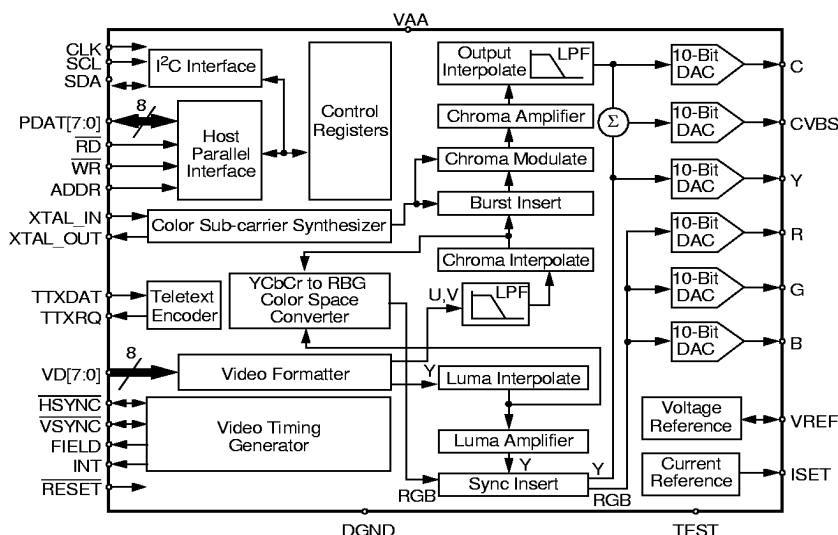 VAA
CLK
SCL
SDA
I²C Interface
8
PDAT[7:0]
RD
WR
ADDR
Host
Parallel
Interface
Control
Registers
XTAL_IN
XTAL_OUT
Color Sub-carrier Synthesizer
Output
Interpolate
LPF
Chroma Amplifier
Chroma Modulate
Burst Insert
Chroma Interpolate
Σ
10-Bit
DAC
C
10-Bit
DAC
CVBS
10-Bit
DAC
Y
10-Bit
DAC
R
10-Bit
DAC
G
10-Bit
DAC
B
TTXDAT
TTXRQ
Teletext
Encoder
YCbCr to RBG
Color Space
Converter
U,V
LPF
8
VD[7:0]
Video Formatter
Y
Luma Interpolate
HSYNC
VSYNC
FIELD
INT
RESET
Video Timing
Generator
Luma Amplifier
Y
Y
RGB
Sync Insert
RGB
Voltage
Reference
VREF
Current
Reference
ISET
DGND
TEST